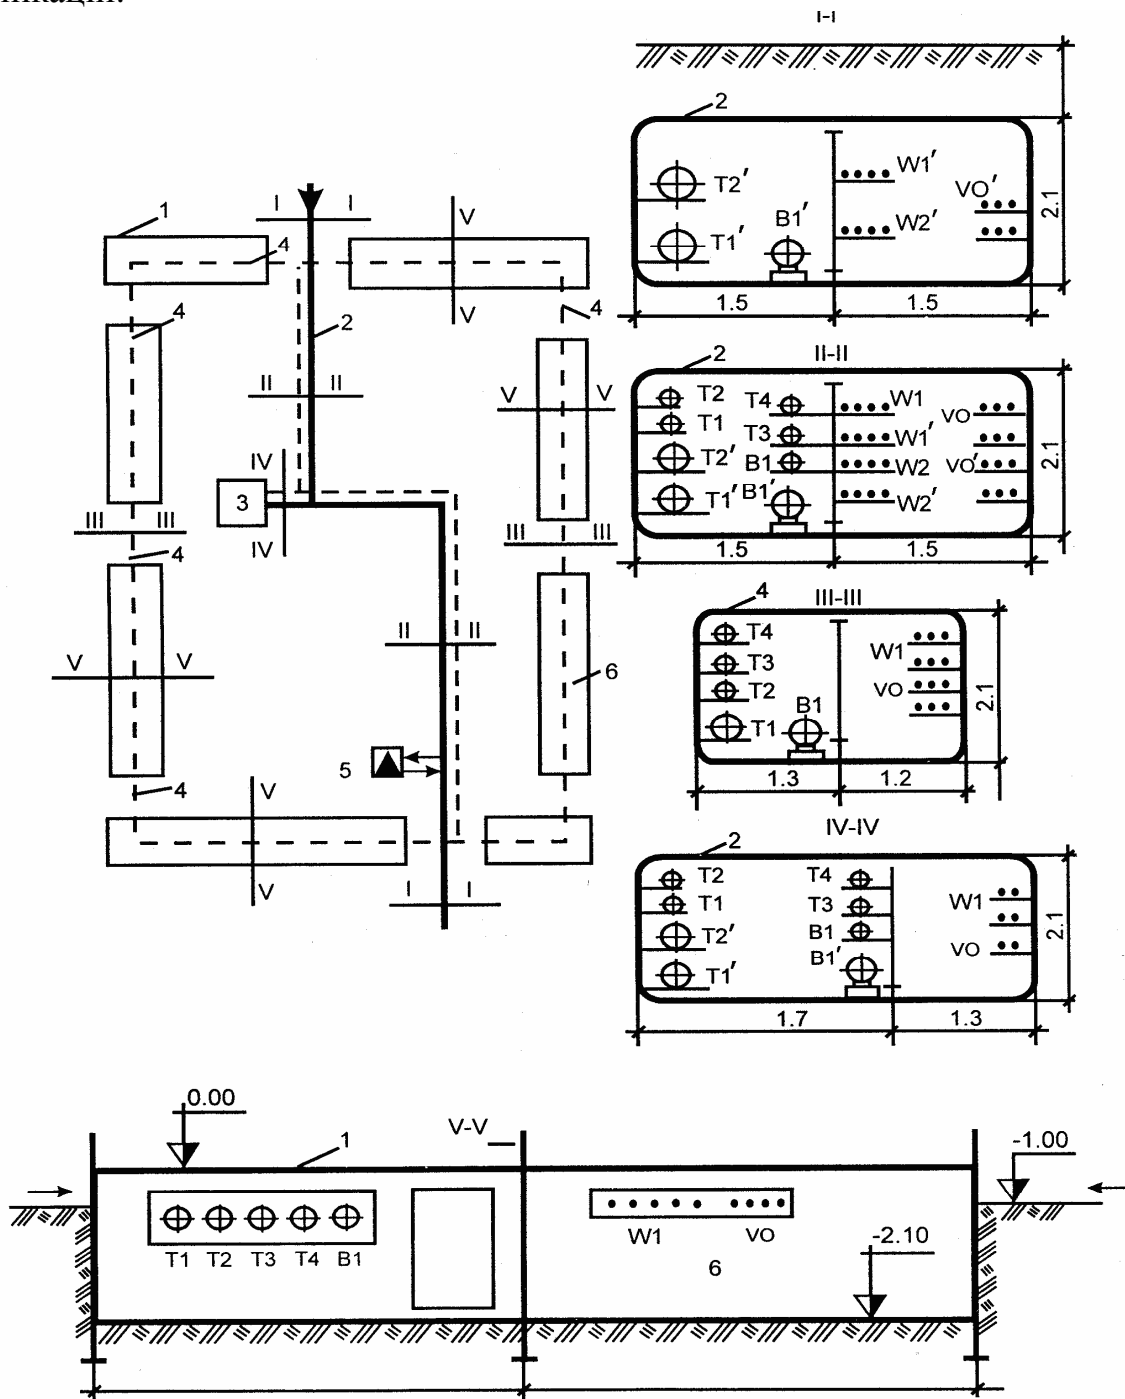 I-I
2
T2′
T1′
B1′
W1′
W2′
VO′
2.1
1.5
1.5
I
I
V
V
1
4
4
2
4
II
II
V
V
IV
3
IV
III
III
4
III
III
V
V
II
II
6
5
4
V
V
I
I
2
II-II
T2
T1
T2′
T1′
T4
T3
B1
B1′
W1
W1′
W2
W2′
VO
VO′
2.1
1.5
1.5
4
III-III
T4
T3
T2
T1
B1
W1
VO
2.1
1.3
1.2
IV-IV
2
T2
T1
T2′
T1′
T4
T3
B1
B1′
W1
VO
2.1
1.7
1.3
0.00
1
V-V
-1.00
T1 T2 T3 T4 B1
W1 VO
6
-2.10